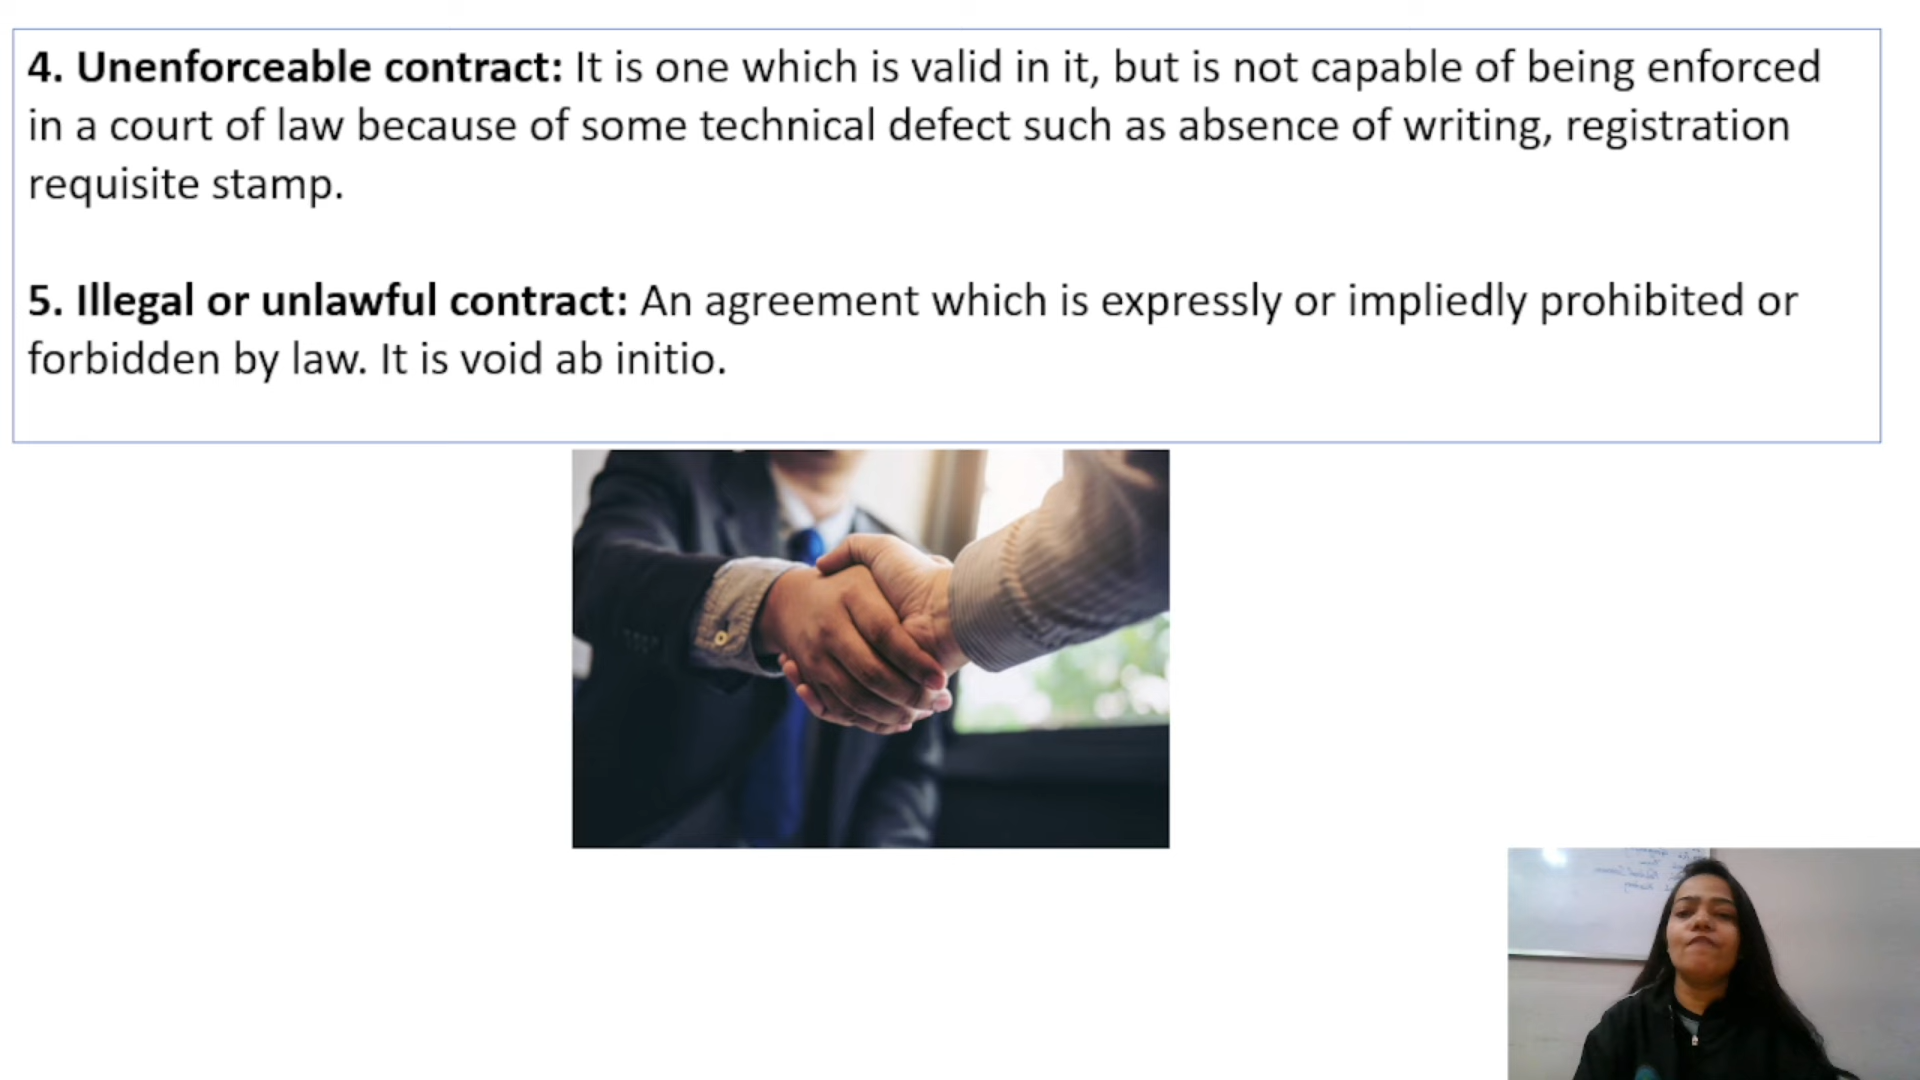 4. Unenforceable contract: It is one which is valid in it, but is not capable of being enforced
in a court of law because of some technical defect such as absence of writing, registration
requisite stamp.
5. Illegal or unlawful contract: An agreement which is expressly or impliedly prohibited or
forbidden by law. It is void ab initio.